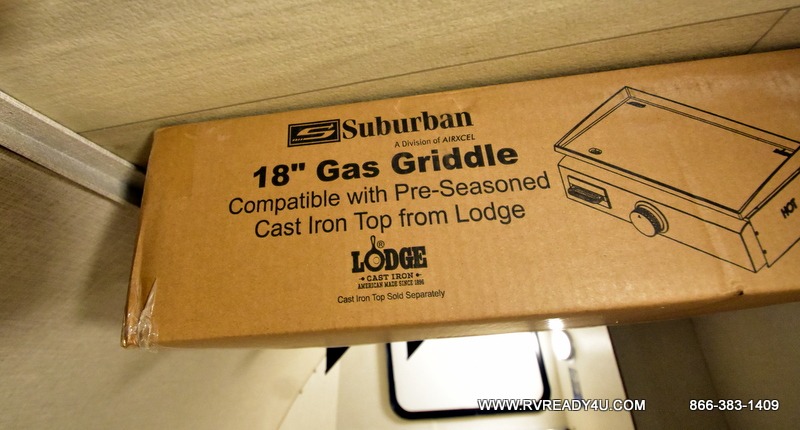 Suburban
A Division of AIRXCEL
18" Gas Griddle
Compatible with Pre-Seasoned
Cast Iron Top from Lodge
LODGE®
CAST IRON
AMERICAN MADE SINCE 1896
Cast Iron Top Sold Separately
HOT
WWW.RVREADY4U.COM 866-383-1409